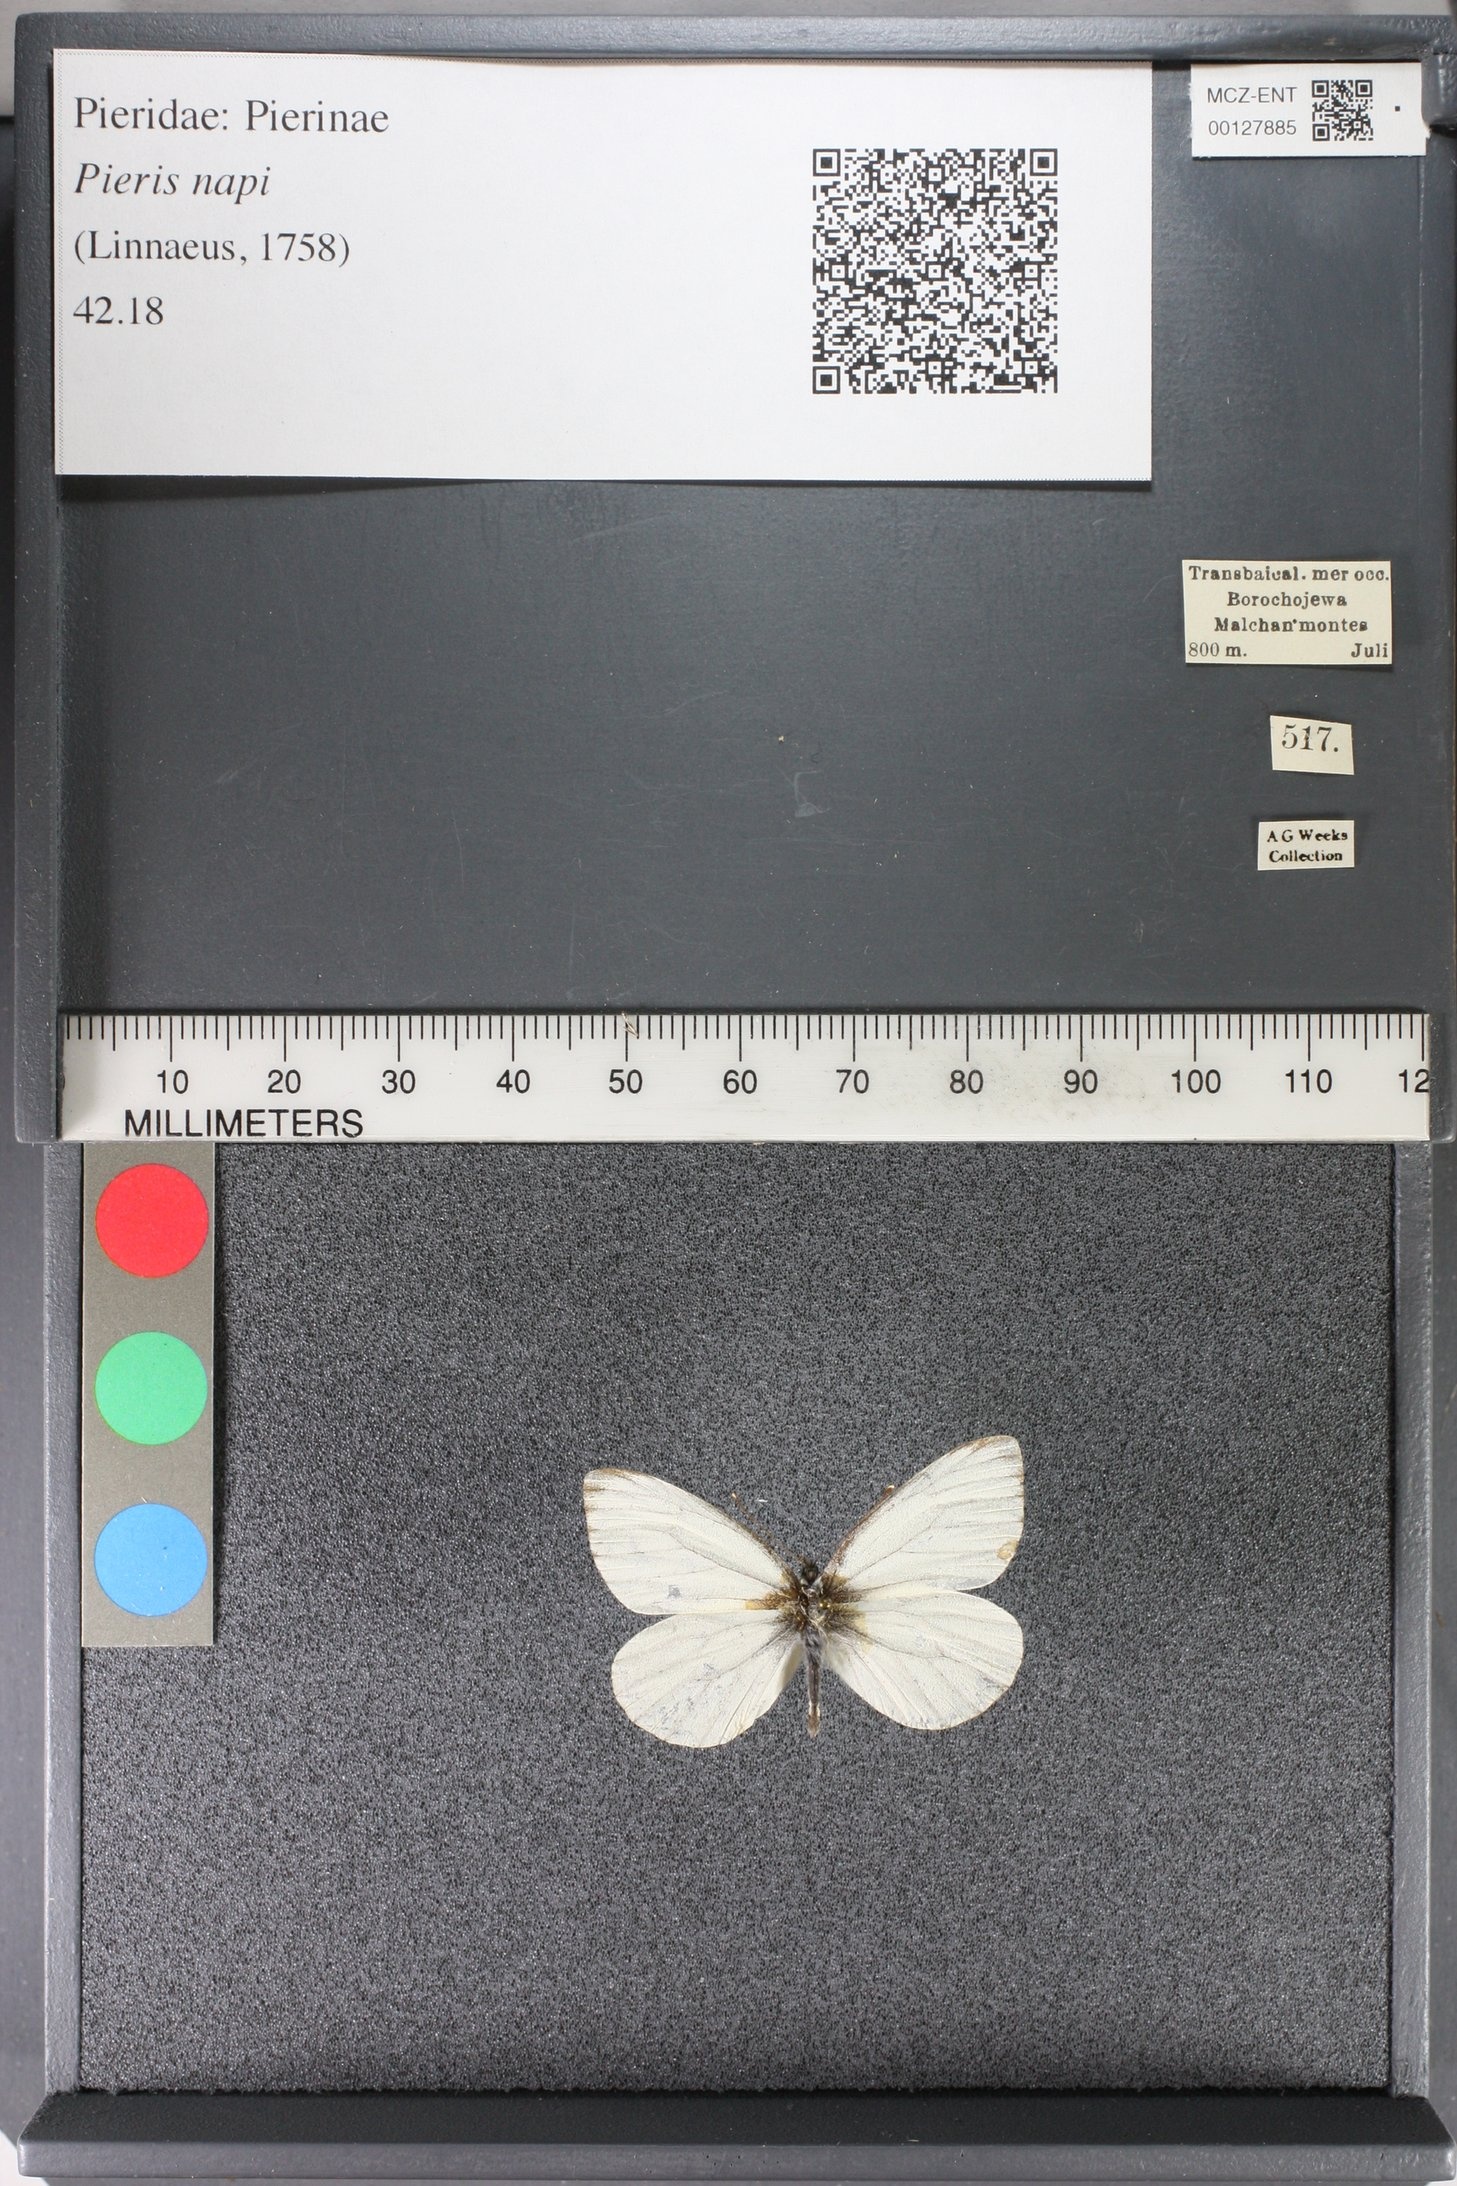 Pieridae: Pierinae
Pieris napi
(Linnaeus, 1758)
42.18
MCZ-ENT
00127885
Transbaical. mer occ.
Borochojewa
Malchan'montes
800 m. Juli
517.
A G Weeks
Collection
10 20 30 40 50 60 70 80 90 100 110 12
MILLIMETERS